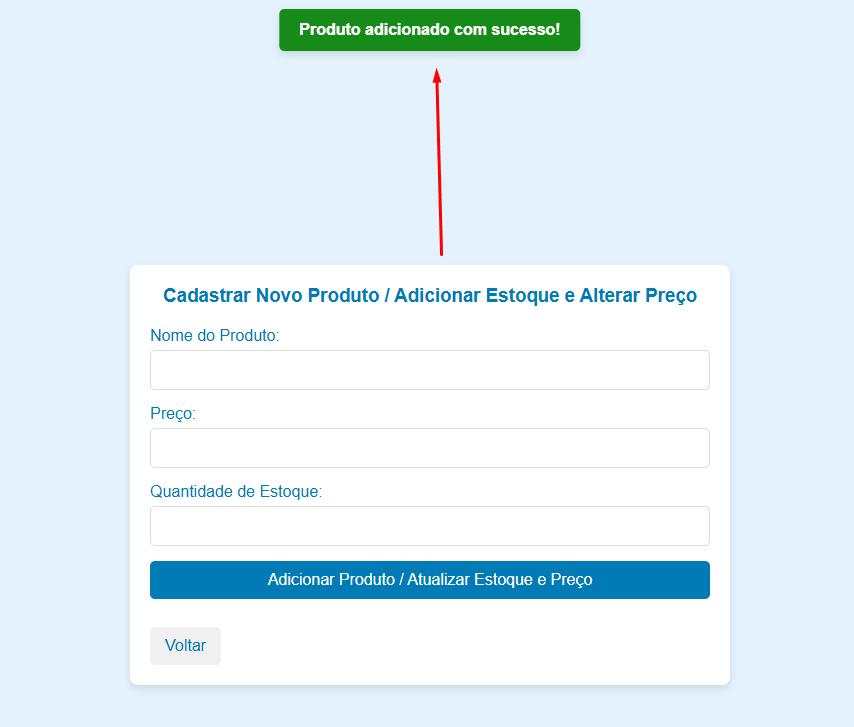 Produto adicionado com sucesso!
Cadastrar Novo Produto / Adicionar Estoque e Alterar Preço
Nome do Produto:
Preço:
Quantidade de Estoque:
Adicionar Produto / Atualizar Estoque e Preço
Voltar